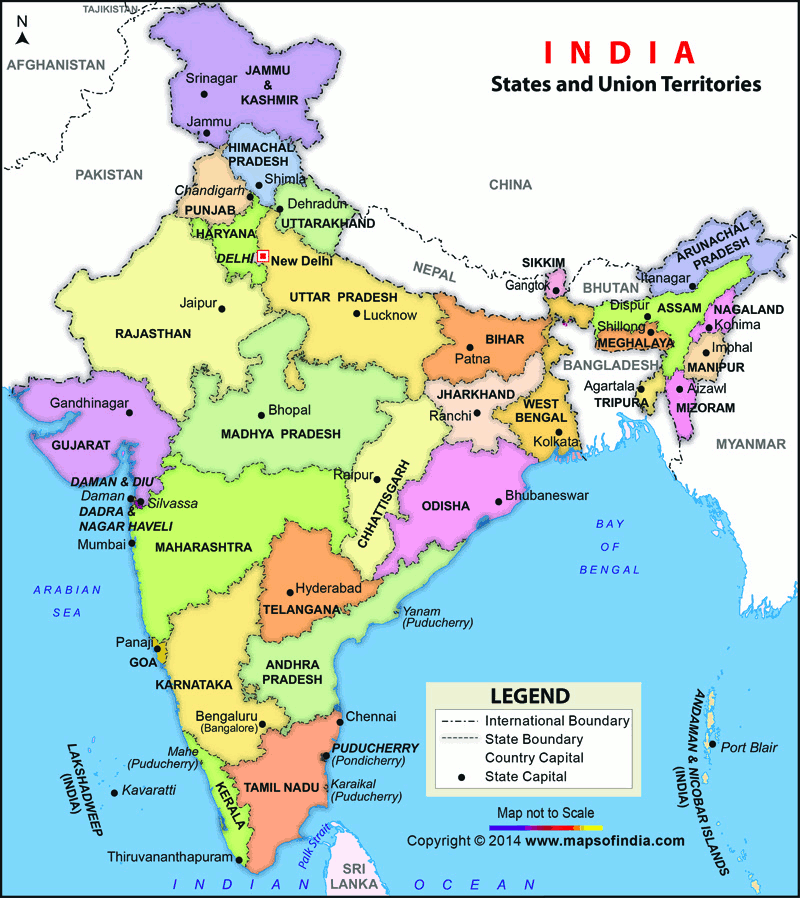 TAJIKISTAN
N
AFGHANISTAN
INDIA
States and Union Territories
JAMMU
&
KASHMIR
Srinagar
Jammu
HIMACHAL
PRADESH
Shimla
PAKISTAN
CHINA
Chandigarh
PUNJAB
Dehradun
UTTARAKHAND
HARYANA
DELHI
New Delhi
ARUNACHAL
PRADESH
Itanagar
NEPAL
SIKKIM
Gangtok
BHUTAN
UTTAR PRADESH
Lucknow
Jaipur
RAJASTHAN
Dispur
ASSAM
NAGALAND
Kohima
Shillong
MEGHALAYA
Imphal
MANIPUR
BIHAR
Patna
BANGLADESH
Agartala
TRIPURA
Aizawl
MIZORAM
JHARKHAND
Ranchi
WEST
BENGAL
Kolkata
MYANMAR
Gandhinagar
GUJARAT
Bhopal
MADHYA PRADESH
Raipur
CHHATTISGARH
DAMAN & DIU
Daman
Silvassa
DADRA &
NAGAR HAVELI
Mumbai
MAHARASHTRA
ODISHA
Bhubaneswar
BAY
OF
BENGAL
ARABIAN
SEA
Hyderabad
TELANGANA
Yanam
(Puducherry)
Panaji
GOA
KARNATAKA
ANDHRA
PRADESH
Bengaluru
(Bangalore)
Chennai
Mahe
(Puducherry)
PUDUCHERRY
(Pondicherry)
TAMIL NADU
Karaikal
(Puducherry)
KERALA
LAKSHADWEEP
(INDIA)
Kavaratti
Thiruvananthapuram
Palk Strait
SRI
LANKA
INDIAN OCEAN
ANDAMAN & NICOBAR ISLANDS
(INDIA)
Port Blair
LEGEND
International Boundary
State Boundary
Country Capital
State Capital
Map not to Scale
Copyright © 2014 www.mapsofindia.com